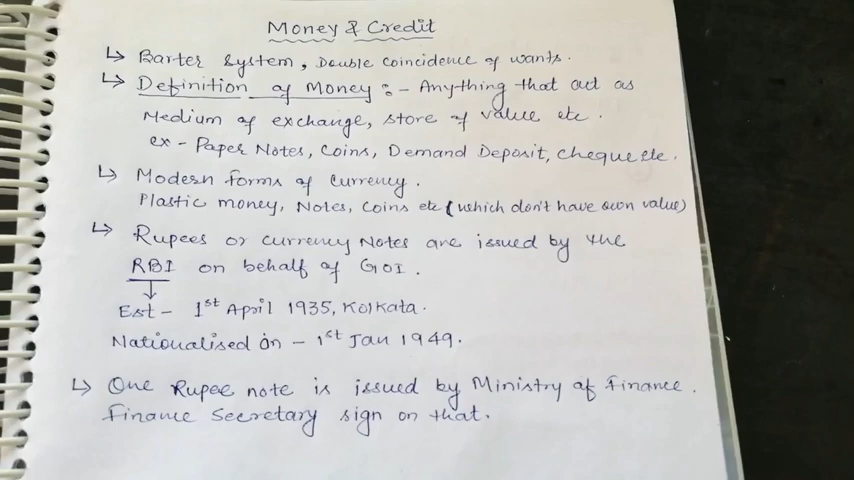 Money & Credit
↳ Barter System, Double coincidence of wants.
↳ Definition of Money :- Anything that act as
Medium of exchange, store of value etc.
ex - Paper Notes, Coins, Demand Deposit, cheque etc.
↳ Modern forms of currency.
Plastic money, Notes, Coins etc (which don't have own value)
↳ Rupees or currency Notes are issued by the
RBI on behalf of GOI.
Est - 1st April 1935, Kolkata.
Nationalised on - 1st Jan 1949.
↳ One Rupee note is issued by Ministry of Finance.
Finance Secretary sign on that.